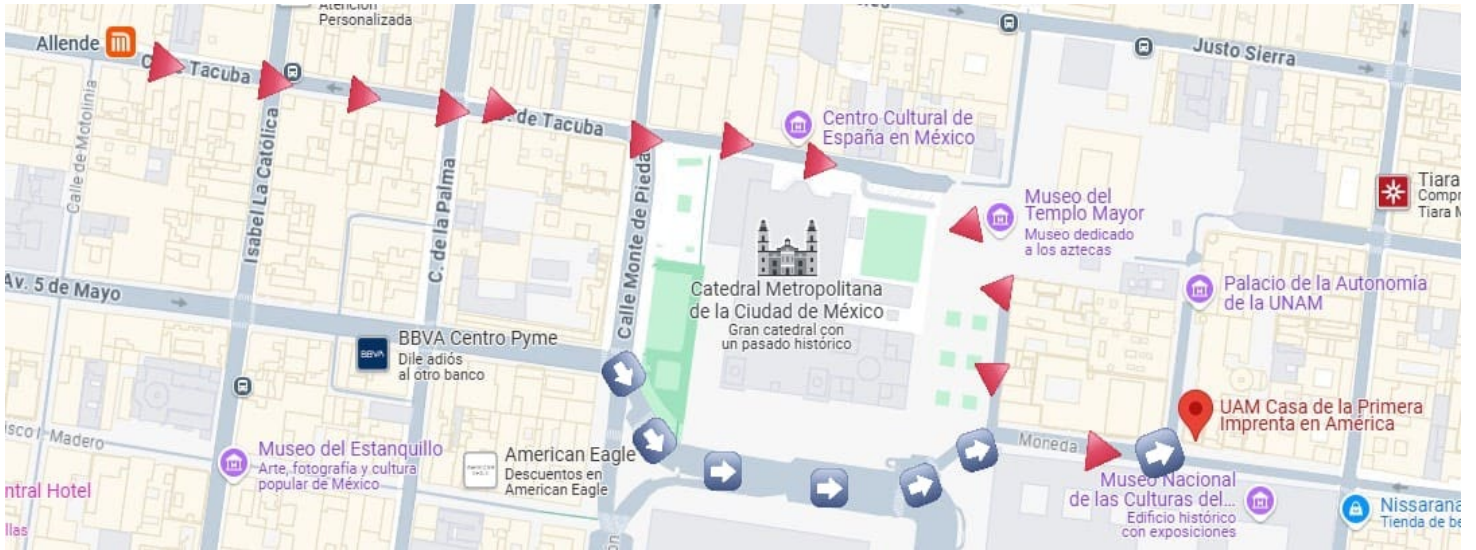 Atención
Personalizada
Allende
Tacuba
Justo Sierra
de Tacuba
Centro Cultural de
España en México
Calle de Motolinia
Isabel La Católica
C. de la Palma
Calle Monte de Piedad
Museo del
Templo Mayor
Museo dedicado
a los aztecas
Tiara
Tiara M
Palacio de la Autonomía
de la UNAM
Catedral Metropolitana
de la Ciudad de México
Gran catedral con
un pasado histórico
Av. 5 de Mayo
BBVA
BBVA Centro Pyme
Dile adiós
al otro banco
UAM Casa de la Primera
Imprenta en América
Moneda
isco I. Madero
Museo del Estanquillo
Arte, fotografía y cultura
popular de México
American Eagle
Descuentos en
American Eagle
Museo Nacional
de las Culturas del...
Edificio histórico
con exposiciones
ntral Hotel
llas
Nissarana
Tienda de be